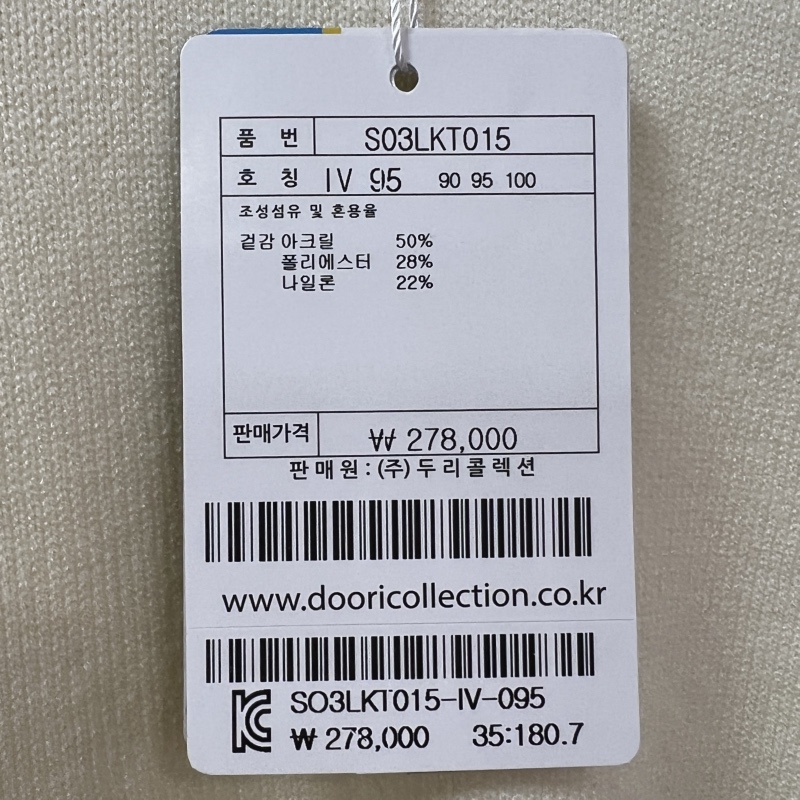 품 번 S03LKT015
호 칭 IV 95 90 95 100
조성섬유 및 혼용율
겉감 아크릴 50%
폴리에스터 28%
나일론 22%
판매가격 ₩ 278,000
판매원 : (주)두리콜렉션
www.dooricollection.co.kr
SO3LKT015-IV-095
₩ 278,000 35:180.7